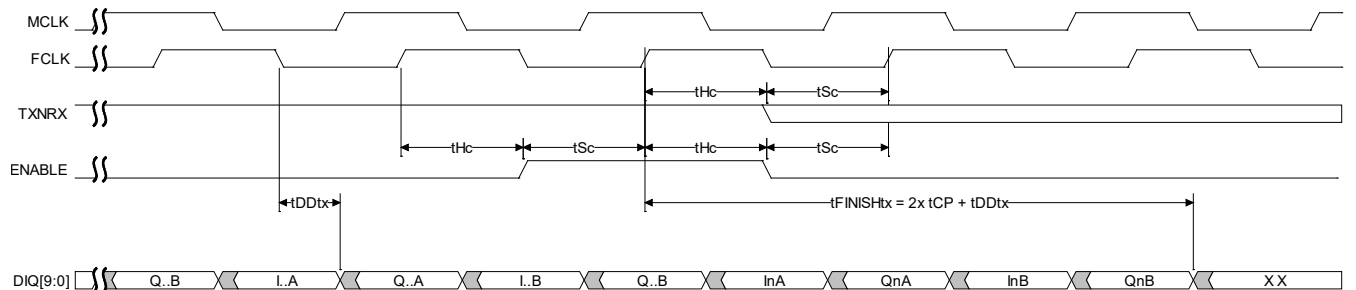 MCLK
FCLK
tHc tSc
TXNRX
tHc tSc tHc tSc
ENABLE
tDDtx tFINISHtx = 2x tCP + tDDtx
DIQ[9:0] Q..B I..A Q..A I..B Q..B InA QnA InB QnB XX